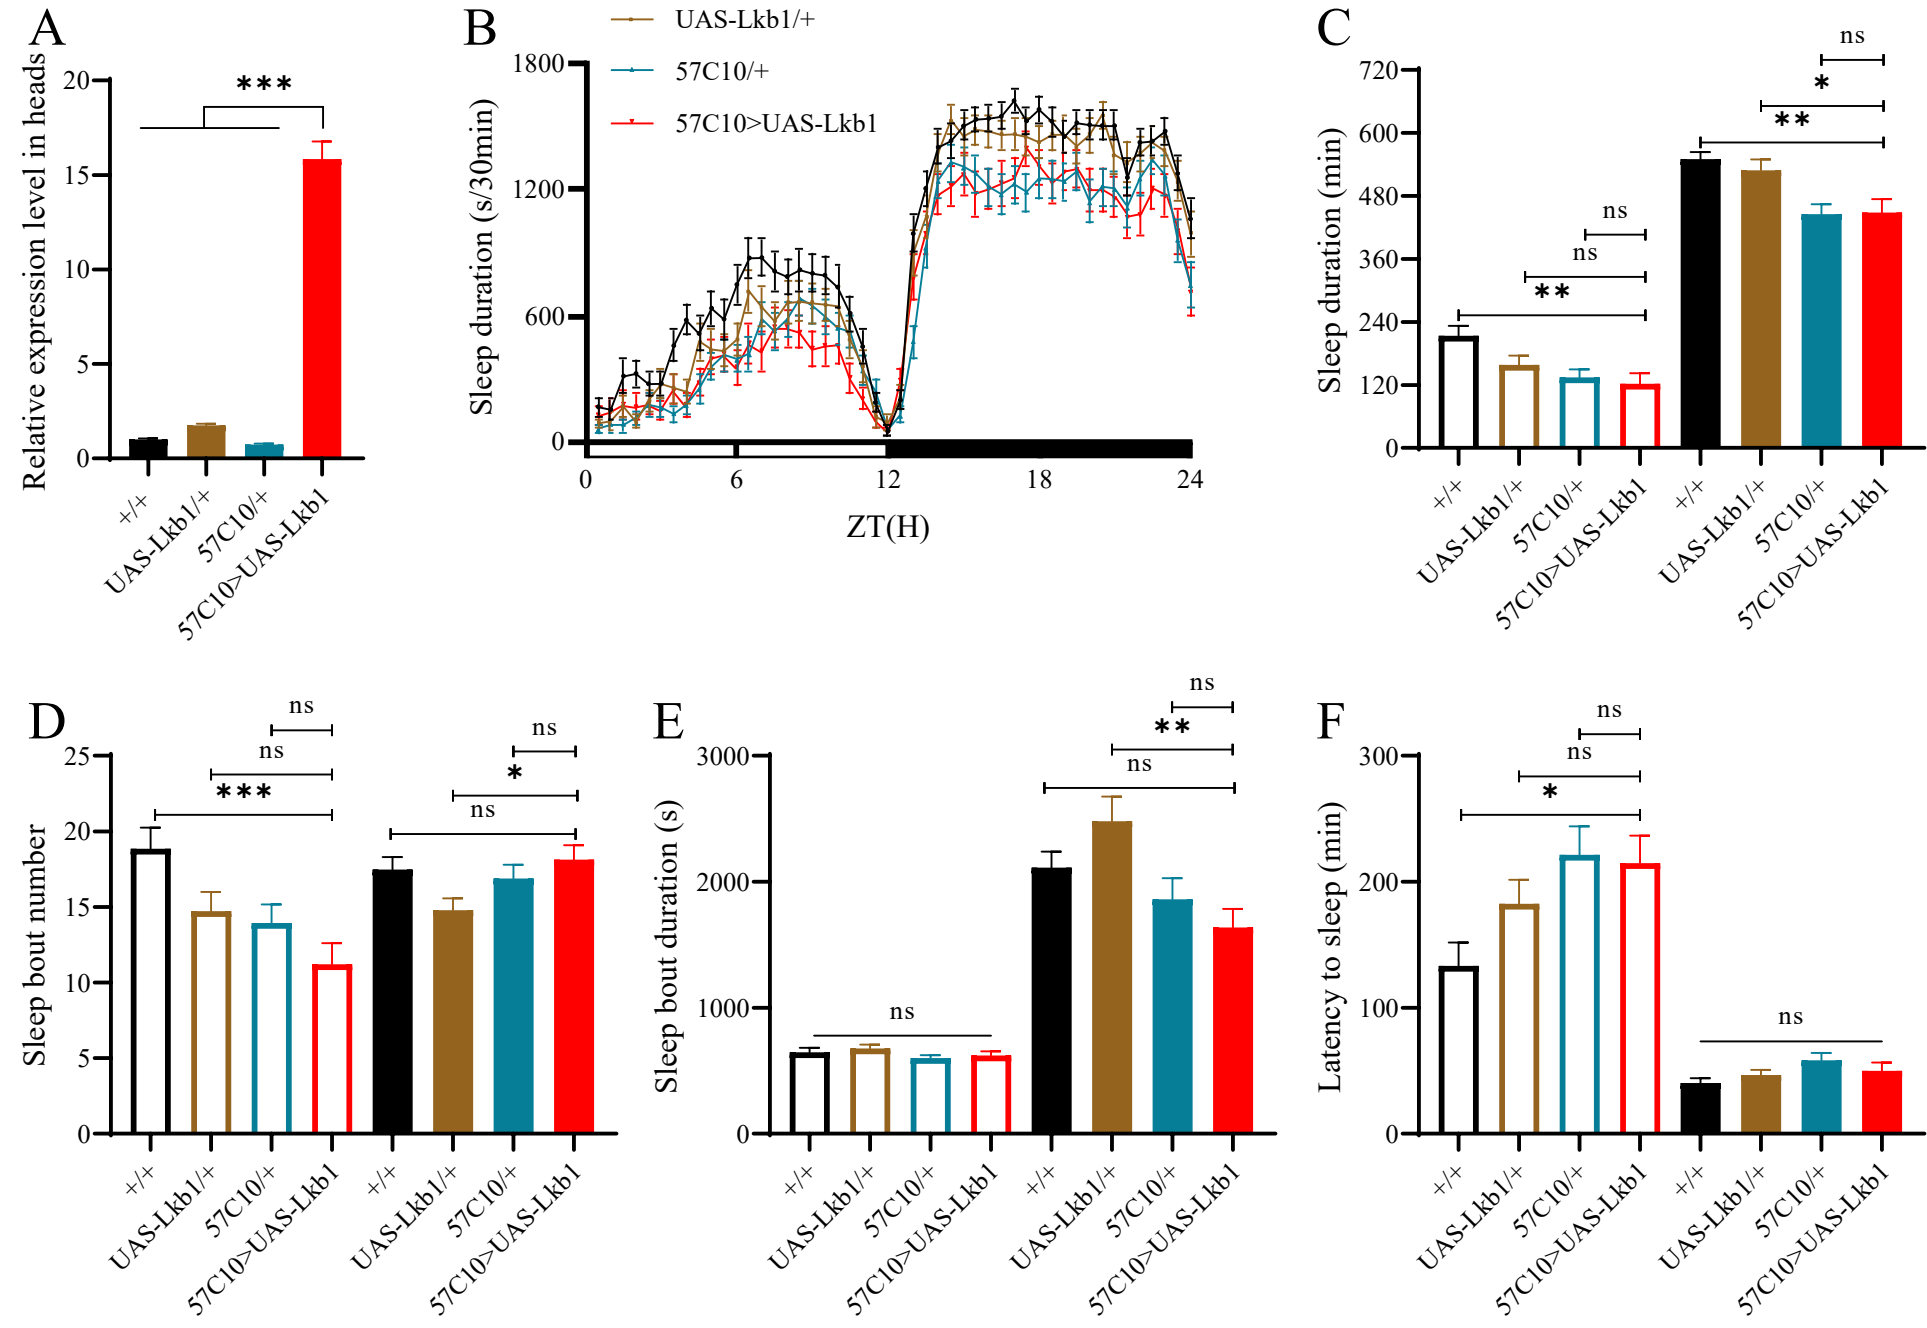 A
Relative expression level in heads
20
15
10
5
0
***
+/+
UAS-Lkb1/+
57C10/+
57C10>UAS-Lkb1
B
UAS-Lkb1/+
57C10/+
57C10>UAS-Lkb1
Sleep duration (s/30min)
1800
1200
600
0
0
6
12
18
24
ZT(H)
C
Sleep duration (min)
720
600
480
360
240
120
0
ns
*
**
ns
ns
**
+/+
UAS-Lkb1/+
57C10/+
57C10>UAS-Lkb1
+/+
UAS-Lkb1/+
57C10/+
57C10>UAS-Lkb1
D
Sleep bout number
25
20
15
10
5
0
ns
ns
***
ns
*
ns
+/+
UAS-Lkb1/+
57C10/+
57C10>UAS-Lkb1
+/+
UAS-Lkb1/+
57C10/+
57C10>UAS-Lkb1
E
Sleep bout duration (s)
3000
2000
1000
0
ns
**
ns
ns
+/+
UAS-Lkb1/+
57C10/+
57C10>UAS-Lkb1
+/+
UAS-Lkb1/+
57C10/+
57C10>UAS-Lkb1
F
Latency to sleep (min)
300
200
100
0
ns
ns
*
ns
+/+
UAS-Lkb1/+
57C10/+
57C10>UAS-Lkb1
+/+
UAS-Lkb1/+
57C10/+
57C10>UAS-Lkb1